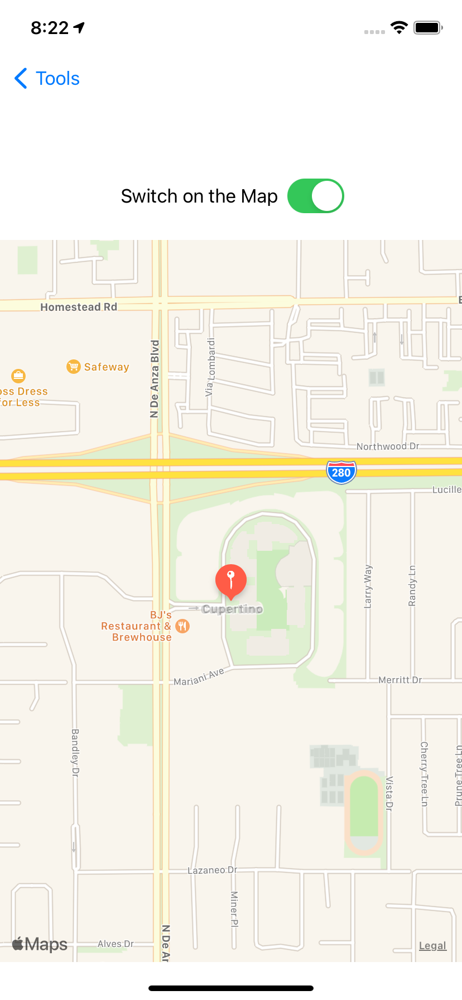 8:22
Tools
Switch on the Map
Homestead Rd
N De Anza Blvd
Via Lombardi
Safeway
oss Dress
for Less
Northwood Dr
280
Lucille
Larry Way
Randy Ln
Cupertino
BJ's
Restaurant &
Brewhouse
Mariani Ave
Merritt Dr
Bandley Dr
Cherry Tree Ln
Prune Tree Ln
Vista Dr
Lazaneo Dr
Miner Pl
N De An
Alves Dr
Maps
Legal